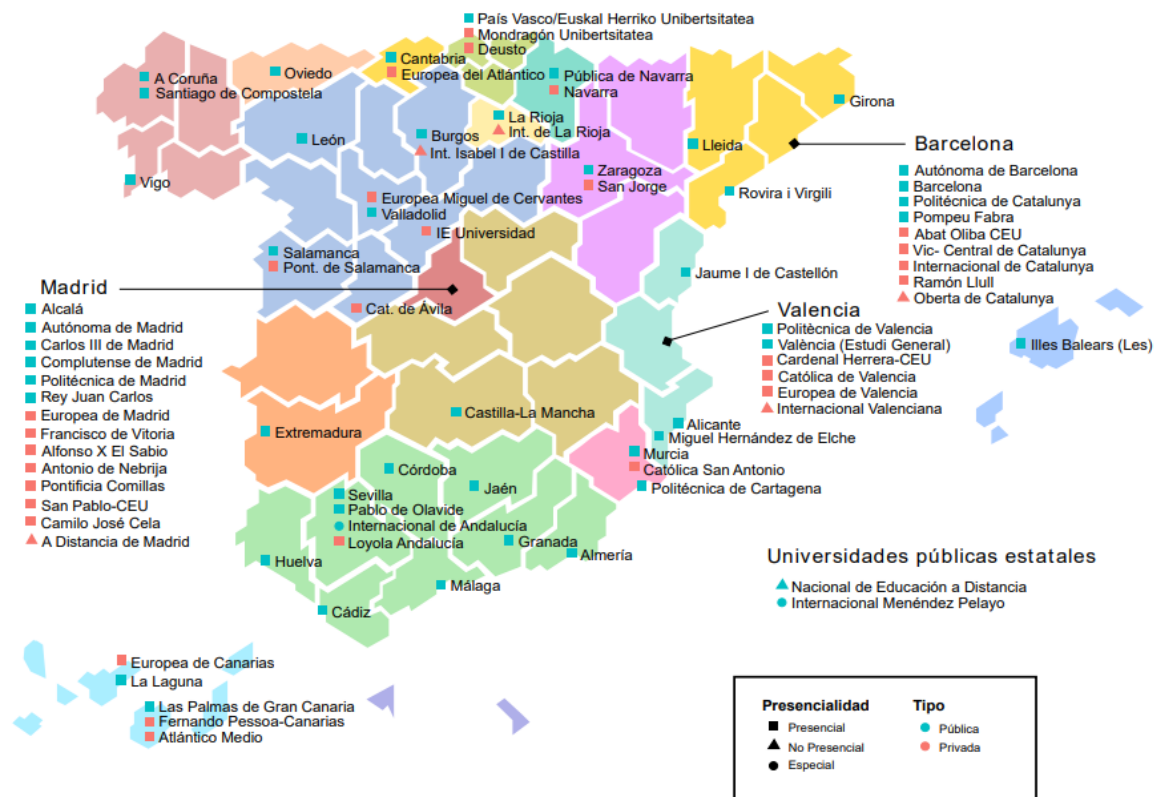 País Vasco/Euskal Herriko Unibertsitatea
Mondragón Unibertsitatea
Deusto
Cantabria
Europea del Atlántico
Oviedo
A Coruña
Santiago de Compostela
Vigo
Pública de Navarra
Navarra
La Rioja
Int. de La Rioja
León
Burgos
Int. Isabel I de Castilla
Europea Miguel de Cervantes
Valladolid
IE Universidad
Salamanca
Pont. de Salamanca
Cat. de Ávila
Zaragoza
San Jorge
Girona
Lleida
Rovira i Virgili
Barcelona
Autónoma de Barcelona
Barcelona
Politécnica de Catalunya
Pompeu Fabra
Abat Oliba CEU
Vic- Central de Catalunya
Internacional de Catalunya
Ramón Llull
Oberta de Catalunya
Jaume I de Castellón
Madrid
Alcalá
Autónoma de Madrid
Carlos III de Madrid
Complutense de Madrid
Politécnica de Madrid
Rey Juan Carlos
Europea de Madrid
Francisco de Vitoria
Alfonso X El Sabio
Antonio de Nebrija
Pontificia Comillas
San Pablo-CEU
Camilo José Cela
A Distancia de Madrid
Valencia
Politècnica de Valencia
València (Estudi General)
Cardenal Herrera-CEU
Católica de Valencia
Europea de Valencia
Internacional Valenciana
Illes Balears (Les)
Castilla-La Mancha
Extremadura
Alicante
Miguel Hernández de Elche
Murcia
Católica San Antonio
Politécnica de Cartagena
Córdoba
Jaén
Sevilla
Pablo de Olavide
Internacional de Andalucía
Loyola Andalucía
Granada
Almería
Huelva
Málaga
Cádiz
Universidades públicas estatales
Nacional de Educación a Distancia
Internacional Menéndez Pelayo
Europea de Canarias
La Laguna
Las Palmas de Gran Canaria
Fernando Pessoa-Canarias
Atlántico Medio
Presencialidad
Presencial
No Presencial
Especial
Tipo
Pública
Privada